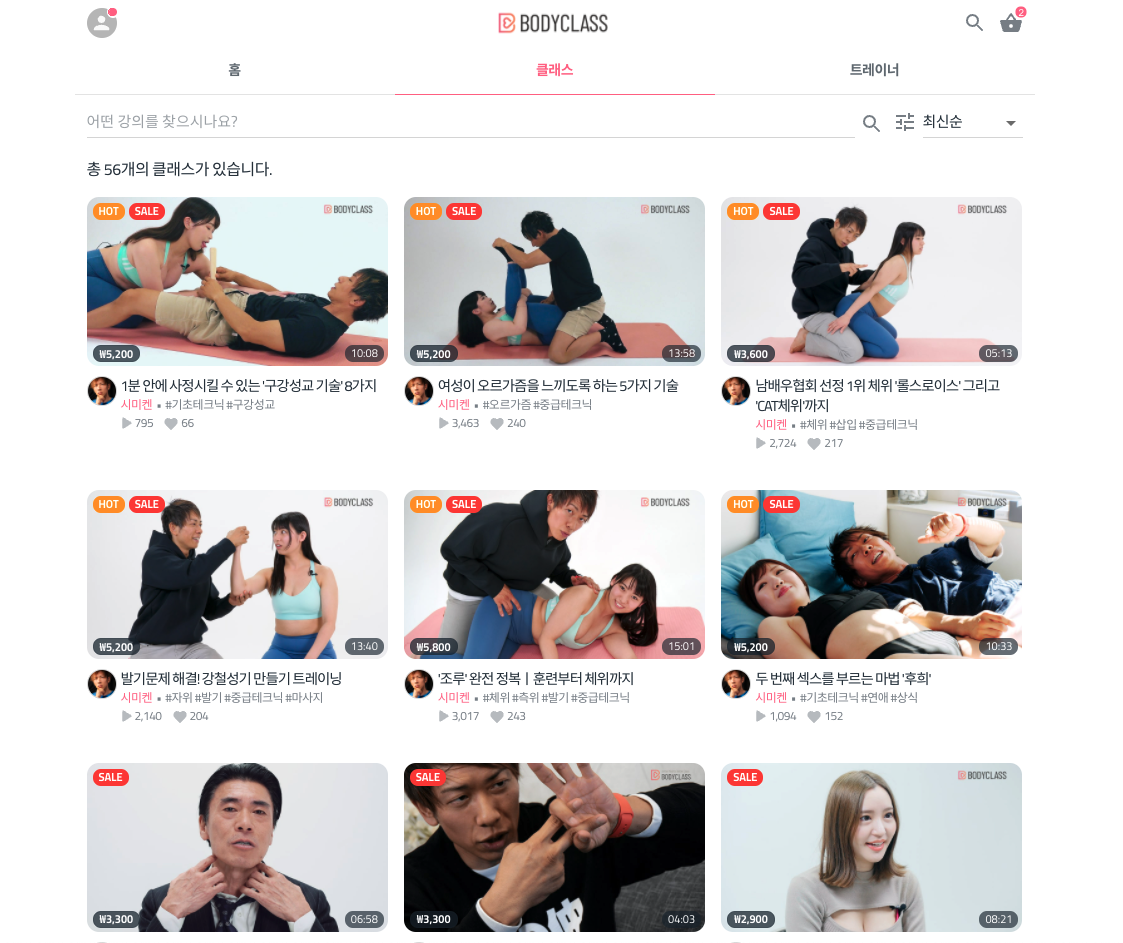 BODYCLASS
2
홈
클래스
트레이너
어떤 강의를 찾으시나요?
최신순
총 56개의 클래스가 있습니다.
HOT SALE
BODYCLASS
₩5,200
10:08
1분 안에 사정시킬 수 있는 '구강성교 기술' 8가지
시미켄 • #기초테크닉 #구강성교
795 66
HOT SALE
BODYCLASS
₩5,200
13:58
여성이 오르가즘을 느끼도록 하는 5가지 기술
시미켄 • #오르가즘 #중급테크닉
3,463 240
HOT SALE
BODYCLASS
₩3,600
05:13
남배우협회 선정 1위 체위 '롤스로이스' 그리고
'CAT체위'까지
시미켄 • #체위 #삽입 #중급테크닉
2,724 217
HOT SALE
BODYCLASS
₩5,200
13:40
발기문제 해결! 강철성기 만들기 트레이닝
시미켄 • #자위 #발기 #중급테크닉 #마사지
2,140 204
HOT SALE
BODYCLASS
₩5,800
15:01
'조루' 완전 정복ㅣ훈련부터 체위까지
시미켄 • #체위 #측위 #발기 #중급테크닉
3,017 243
HOT SALE
BODYCLASS
₩5,200
10:33
두 번째 섹스를 부르는 마법 '후희'
시미켄 • #기초테크닉 #연애 #상식
1,094 152
SALE
₩3,300
06:58
SALE
BODYCLASS
₩3,300
04:03
SALE
BODYCLASS
₩2,900
08:21